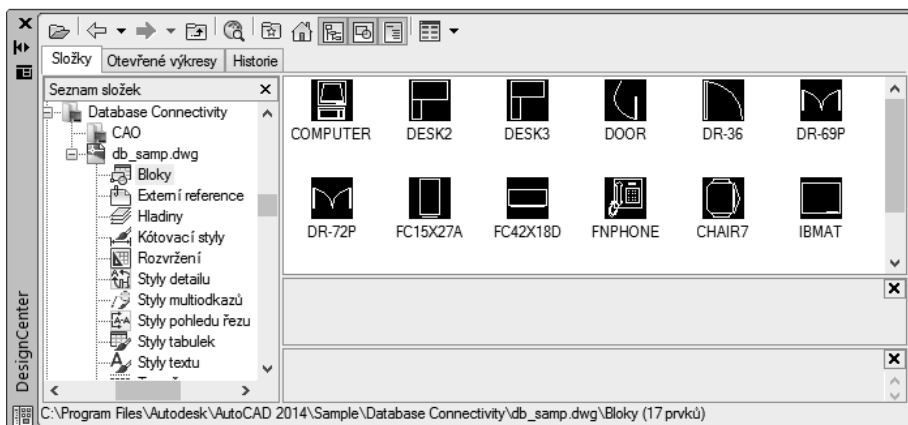 Složky Otevřené výkresy Historie
Seznam složek
Database Connectivity
CAO
db_samp.dwg
Bloky
Externí reference
Hladiny
Kótovací styly
Rozvržení
Styly detailu
Styly multiodkazů
Styly pohledu řezu
Styly tabulek
Styly textu
COMPUTER DESK2 DESK3 DOOR DR-36 DR-69P
DR-72P FC15X27A FC42X18D FNPHONE CHAIR7 IBMAT
DesignCenter
C:\Program Files\Autodesk\AutoCAD 2014\Sample\Database Connectivity\db_samp.dwg\Bloky (17 prvků)